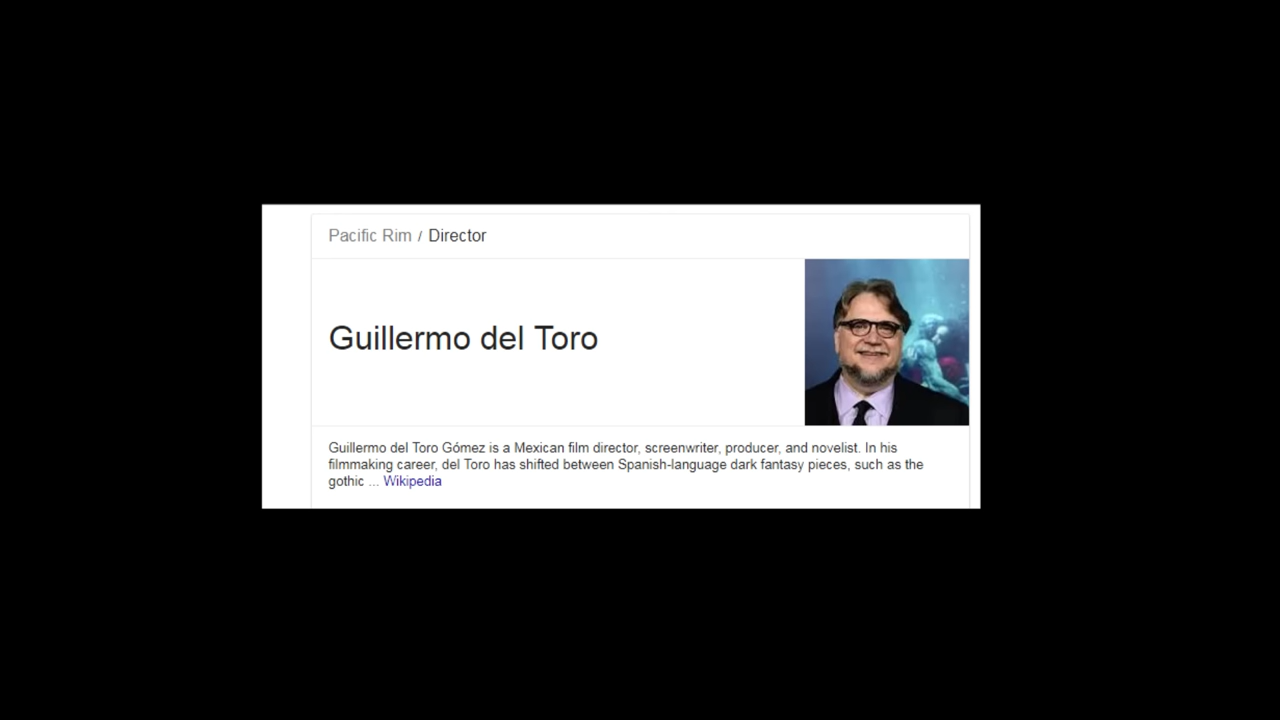 Pacific Rim / Director
Guillermo del Toro
Guillermo del Toro Gómez is a Mexican film director, screenwriter, producer, and novelist. In his
filmmaking career, del Toro has shifted between Spanish-language dark fantasy pieces, such as the
gothic ... Wikipedia